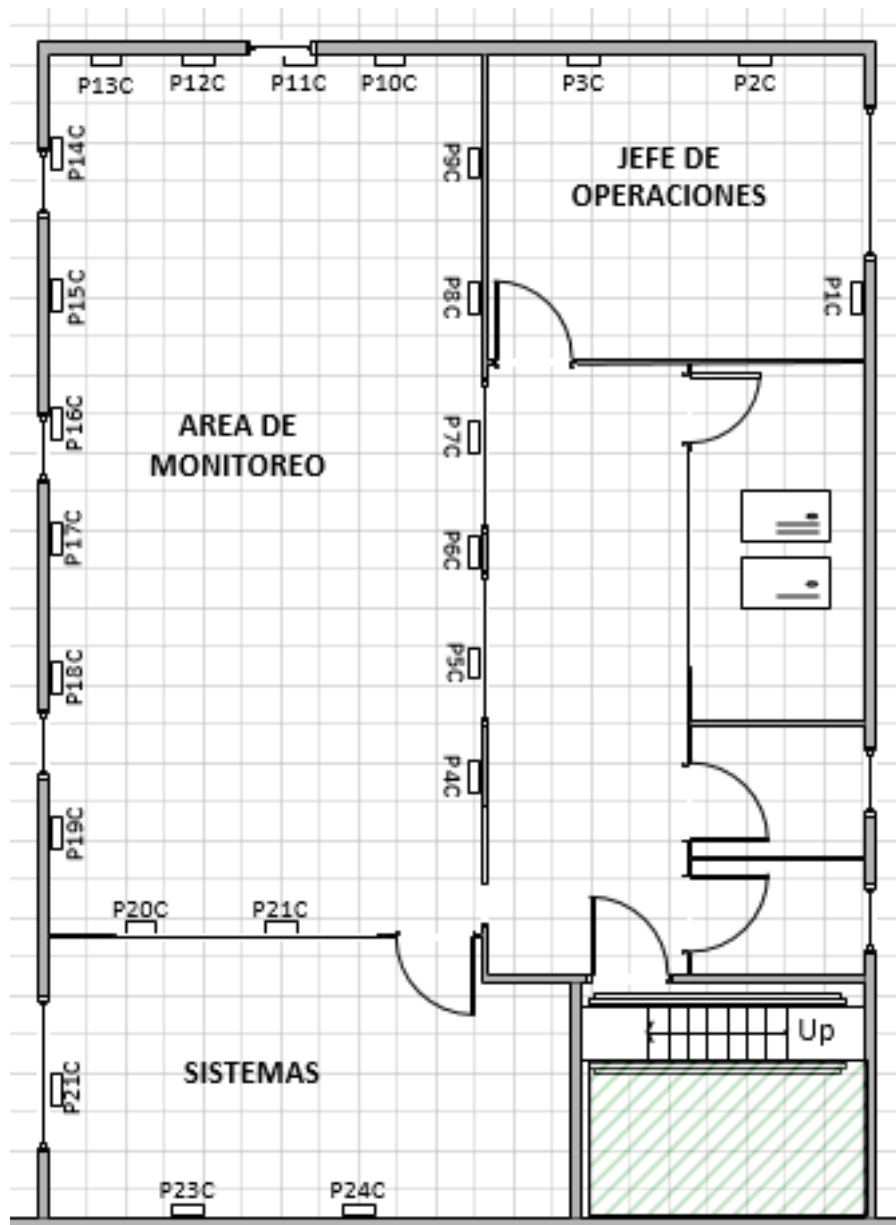 P13C
P12C
P11C
P10C
P3C
P2C
P14C
P9C
JEFE DE
OPERACIONES
P15C
P8C
P1C
P16C
AREA DE
MONITOREO
P7C
P17C
P6C
P18C
P5C
P4C
P19C
P20C
P21C
Up
SISTEMAS
P21C
P23C
P24C